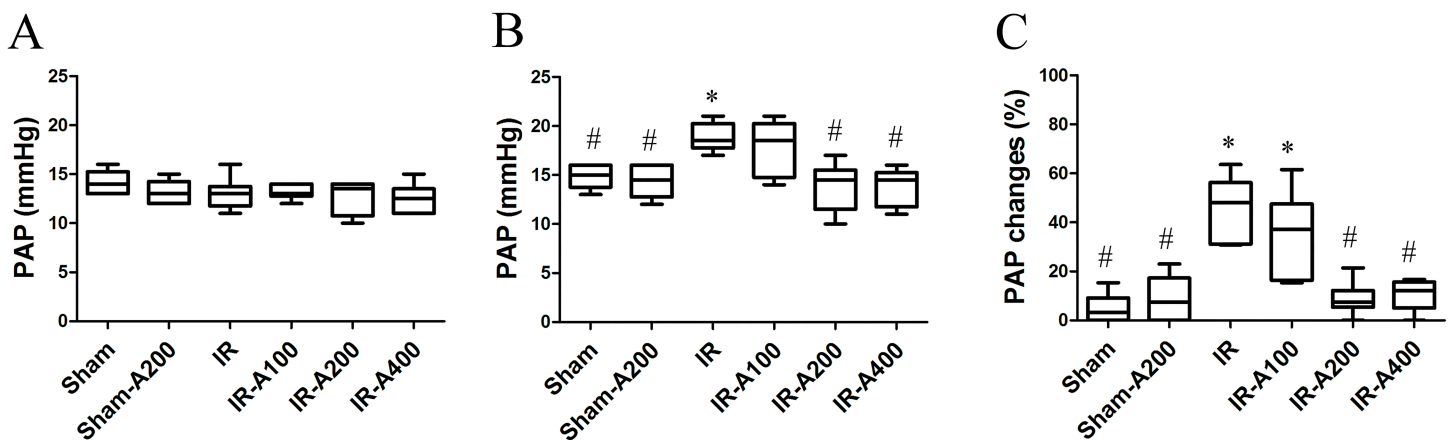 A
PAP (mmHg)
25
20
15
10
5
0
Sham
Sham-A200
IR
IR-A100
IR-A200
IR-A400
B
PAP (mmHg)
25
20
15
10
5
0
#
#
*
#
#
Sham
Sham-A200
IR
IR-A100
IR-A200
IR-A400
C
PAP changes (%)
100
80
60
40
20
0
#
#
*
*
#
#
Sham
Sham-A200
IR
IR-A100
IR-A200
IR-A400